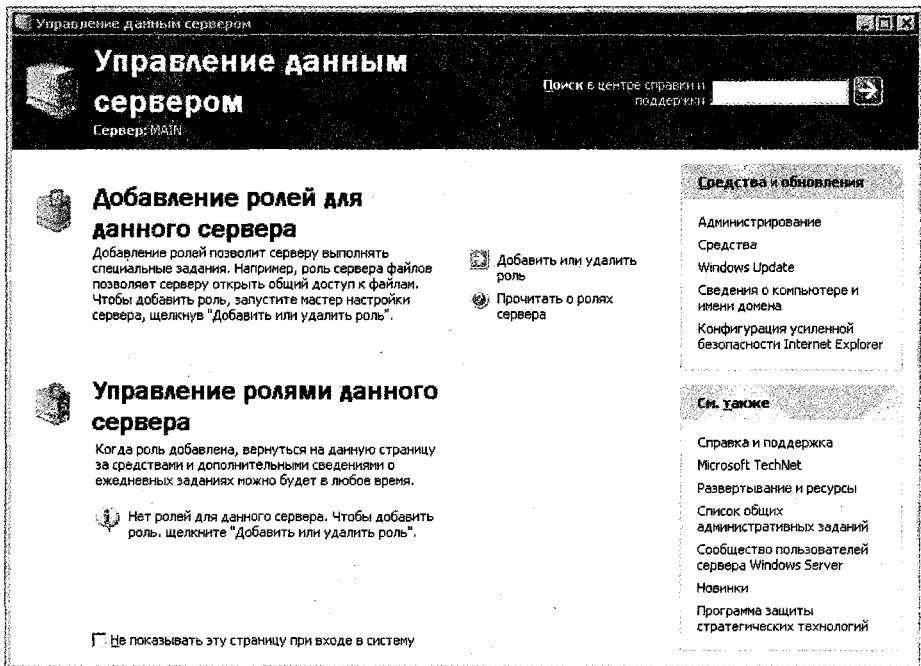 Управление данным сервером
Управление данным
сервером
Сервер: MAIN
Поиск в центре справки и
поддержки
Добавление ролей для
данного сервера
Добавление ролей позволит серверу выполнять
специальные задания. Например, роль сервера файлов
позволяет серверу открыть общий доступ к файлам.
Чтобы добавить роль, запустите мастер настройки
сервера, щелкнув "Добавить или удалить роль".
Добавить или удалить
роль
Прочитать о ролях
сервера
Управление ролями данного
сервера
Когда роль добавлена, вернуться на данную страницу
за средствами и дополнительными сведениями о
ежедневных заданиях можно будет в любое время.
Нет ролей для данного сервера. Чтобы добавить
роль, щелкните "Добавить или удалить роль".
Не показывать эту страницу при входе в систему
Средства и обновления
Администрирование
Средства
Windows Update
Сведения о компьютере и
имени домена
Конфигурация усиленной
безопасности Internet Explorer
См. также
Справка и поддержка
Microsoft TechNet
Развертывание и ресурсы
Список общих
административных заданий
Сообщество пользователей
сервера Windows Server
Новинки
Программа защиты
стратегических технологий